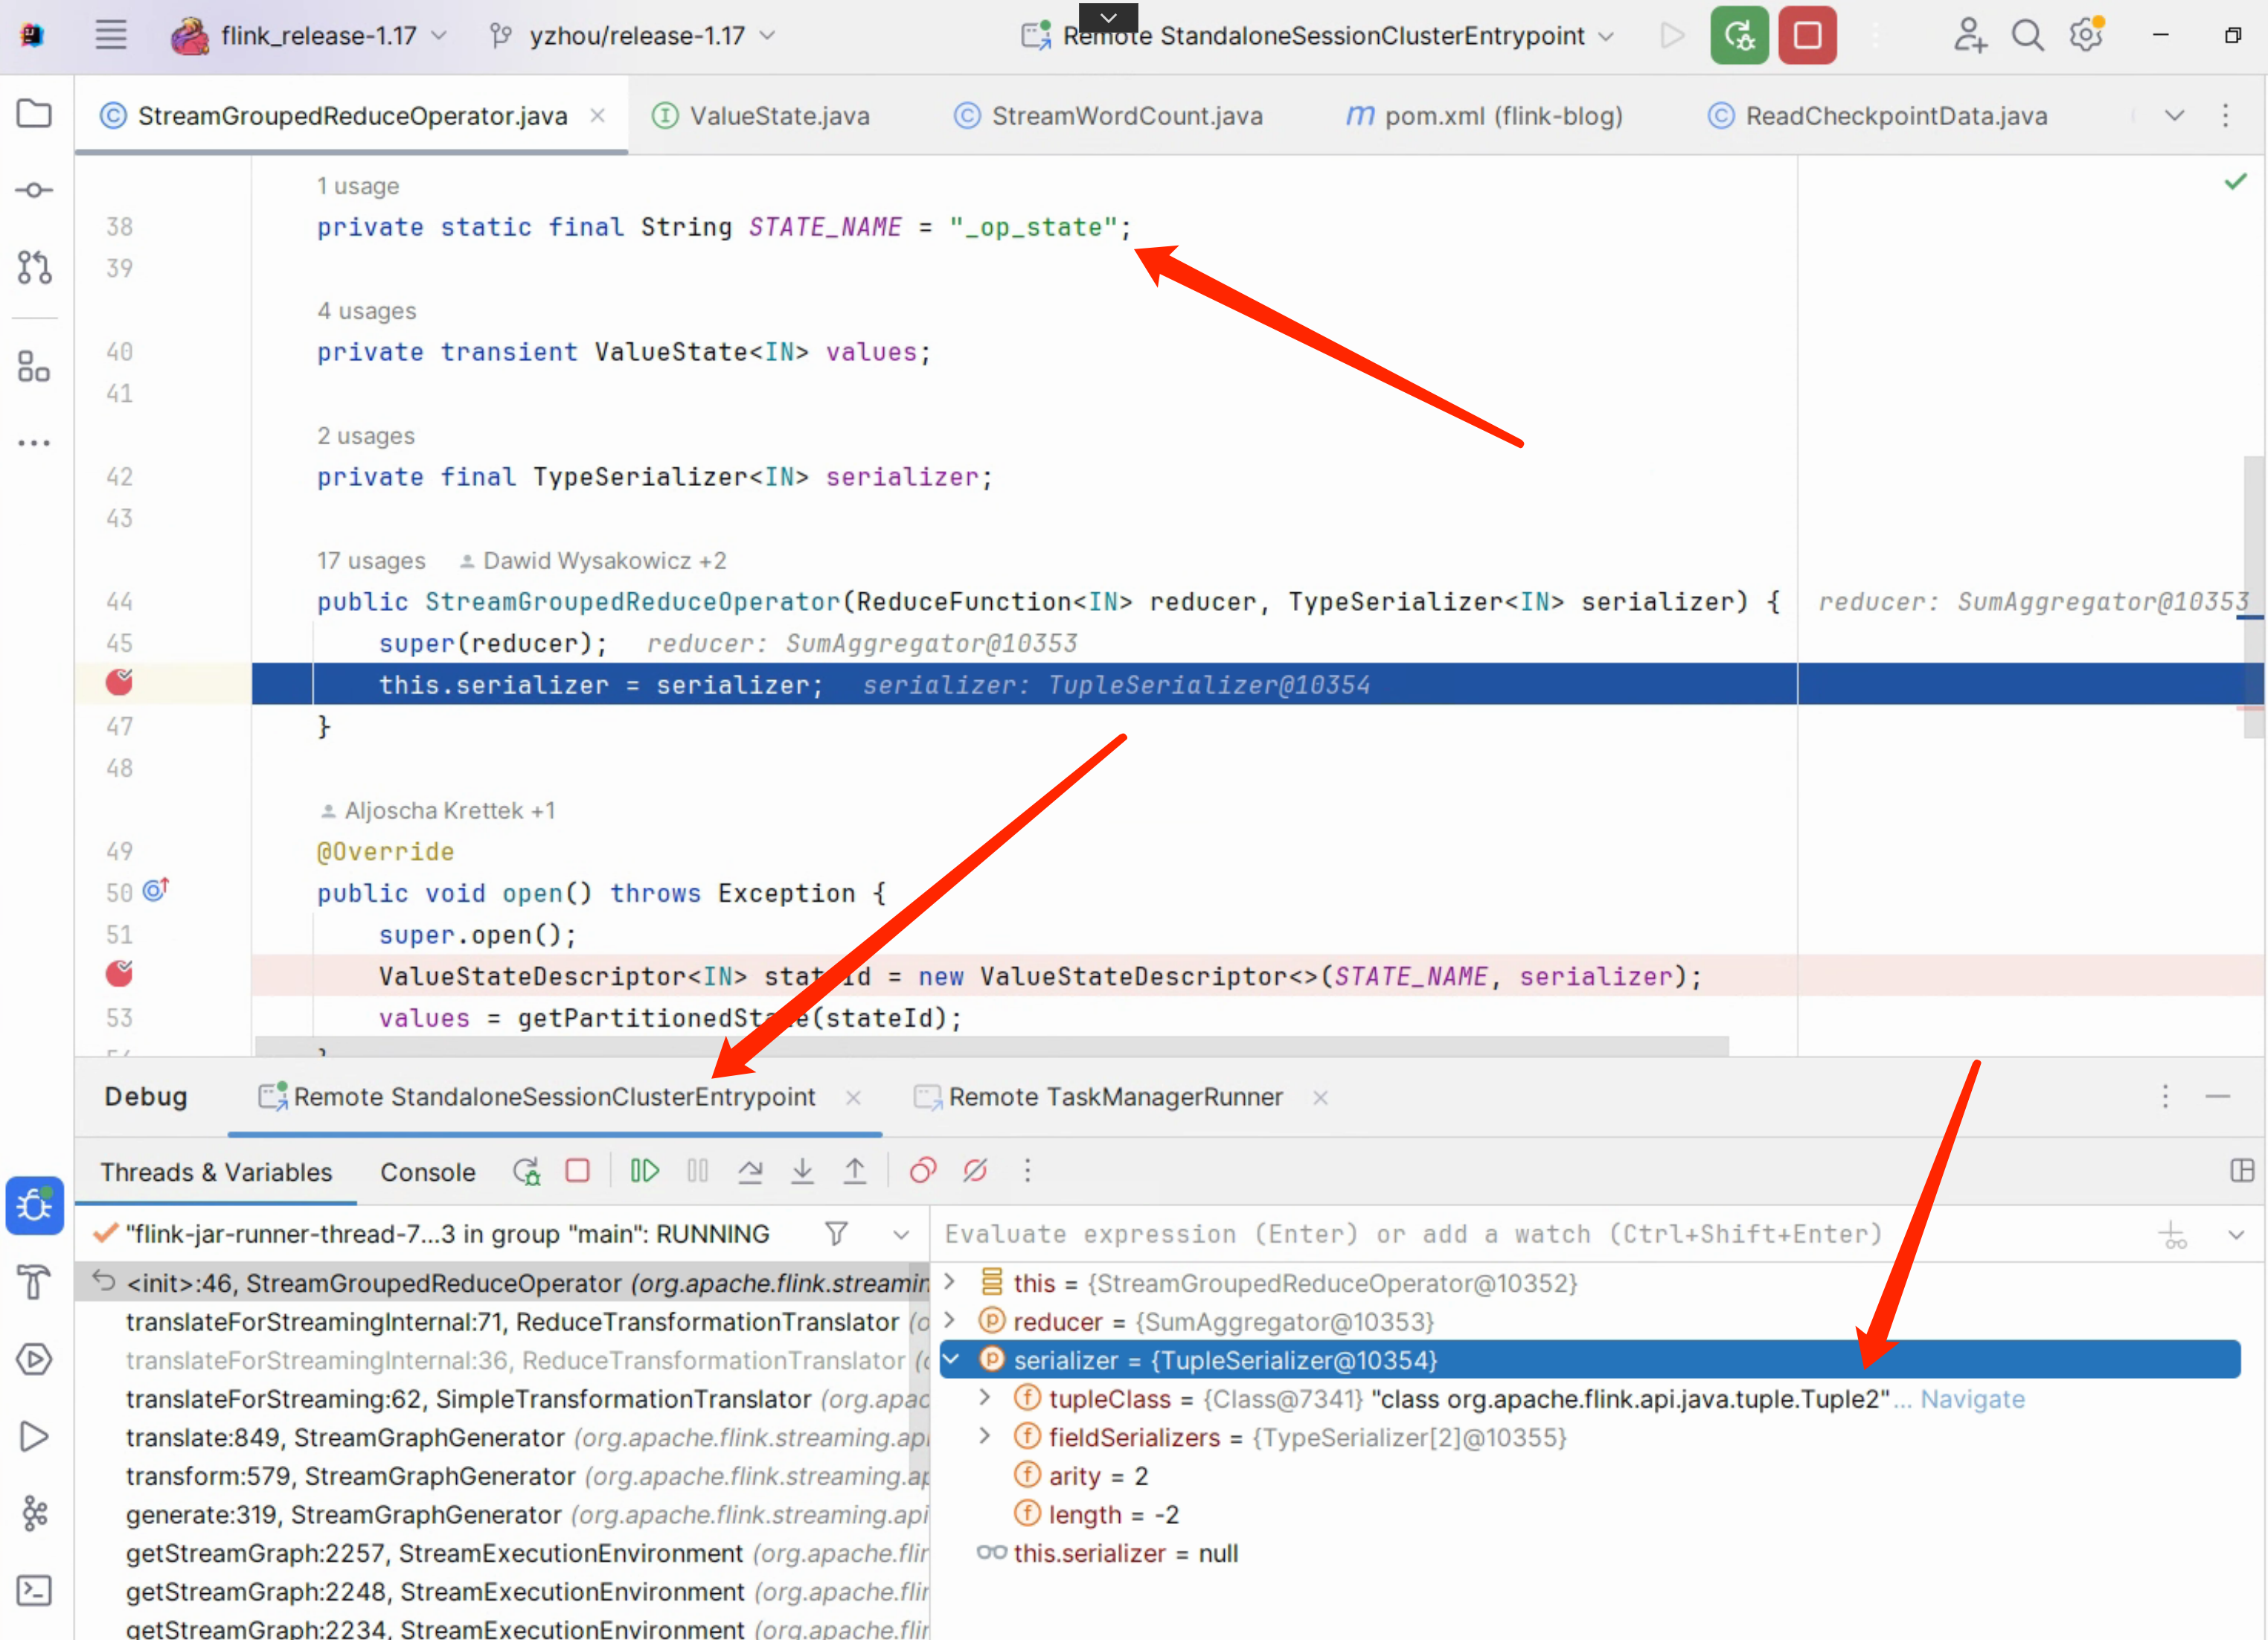 flink_release-1.17
yzhou/release-1.17
Remote StandaloneSessionClusterEntrypoint
StreamGroupedReduceOperator.java
ValueState.java
StreamWordCount.java
pom.xml (flink-blog)
ReadCheckpointData.java
1 usage
38 private static final String STATE_NAME = "_op_state";
39
4 usages
40 private transient ValueState<IN> values;
41
2 usages
42 private final TypeSerializer<IN> serializer;
43
17 usages Dawid Wysakowicz +2
44 public StreamGroupedReduceOperator(ReduceFunction<IN> reducer, TypeSerializer<IN> serializer) { reducer: SumAggregator@10353
45 super(reducer); reducer: SumAggregator@10353
this.serializer = serializer; serializer: TupleSerializer@10354
47 }
48
Aljoscha Krettek +1
49 @Override
50 public void open() throws Exception {
51 super.open();
ValueStateDescriptor<IN> stateId = new ValueStateDescriptor<>(STATE_NAME, serializer);
53 values = getPartitionedState(stateId);
Debug
Remote StandaloneSessionClusterEntrypoint
Remote TaskManagerRunner
Threads & Variables
Console
"flink-jar-runner-thread-7...3 in group "main": RUNNING
<init>:46, StreamGroupedReduceOperator (org.apache.flink.streamin
translateForStreamingInternal:71, ReduceTransformationTranslator (o
translateForStreamingInternal:36, ReduceTransformationTranslator (
translateForStreaming:62, SimpleTransformationTranslator (org.apac
translate:849, StreamGraphGenerator (org.apache.flink.streaming.api
transform:579, StreamGraphGenerator (org.apache.flink.streaming.ap
generate:319, StreamGraphGenerator (org.apache.flink.streaming.api
getStreamGraph:2257, StreamExecutionEnvironment (org.apache.flin
getStreamGraph:2248, StreamExecutionEnvironment (org.apache.flin
getStreamGraph:2234, StreamExecutionEnvironment (org.apache.flin
Evaluate expression (Enter) or add a watch (Ctrl+Shift+Enter)
this = {StreamGroupedReduceOperator@10352}
reducer = {SumAggregator@10353}
serializer = {TupleSerializer@10354}
tupleClass = {Class@7341} "class org.apache.flink.api.java.tuple.Tuple2"... Navigate
fieldSerializers = {TypeSerializer[2]@10355}
arity = 2
length = -2
this.serializer = null